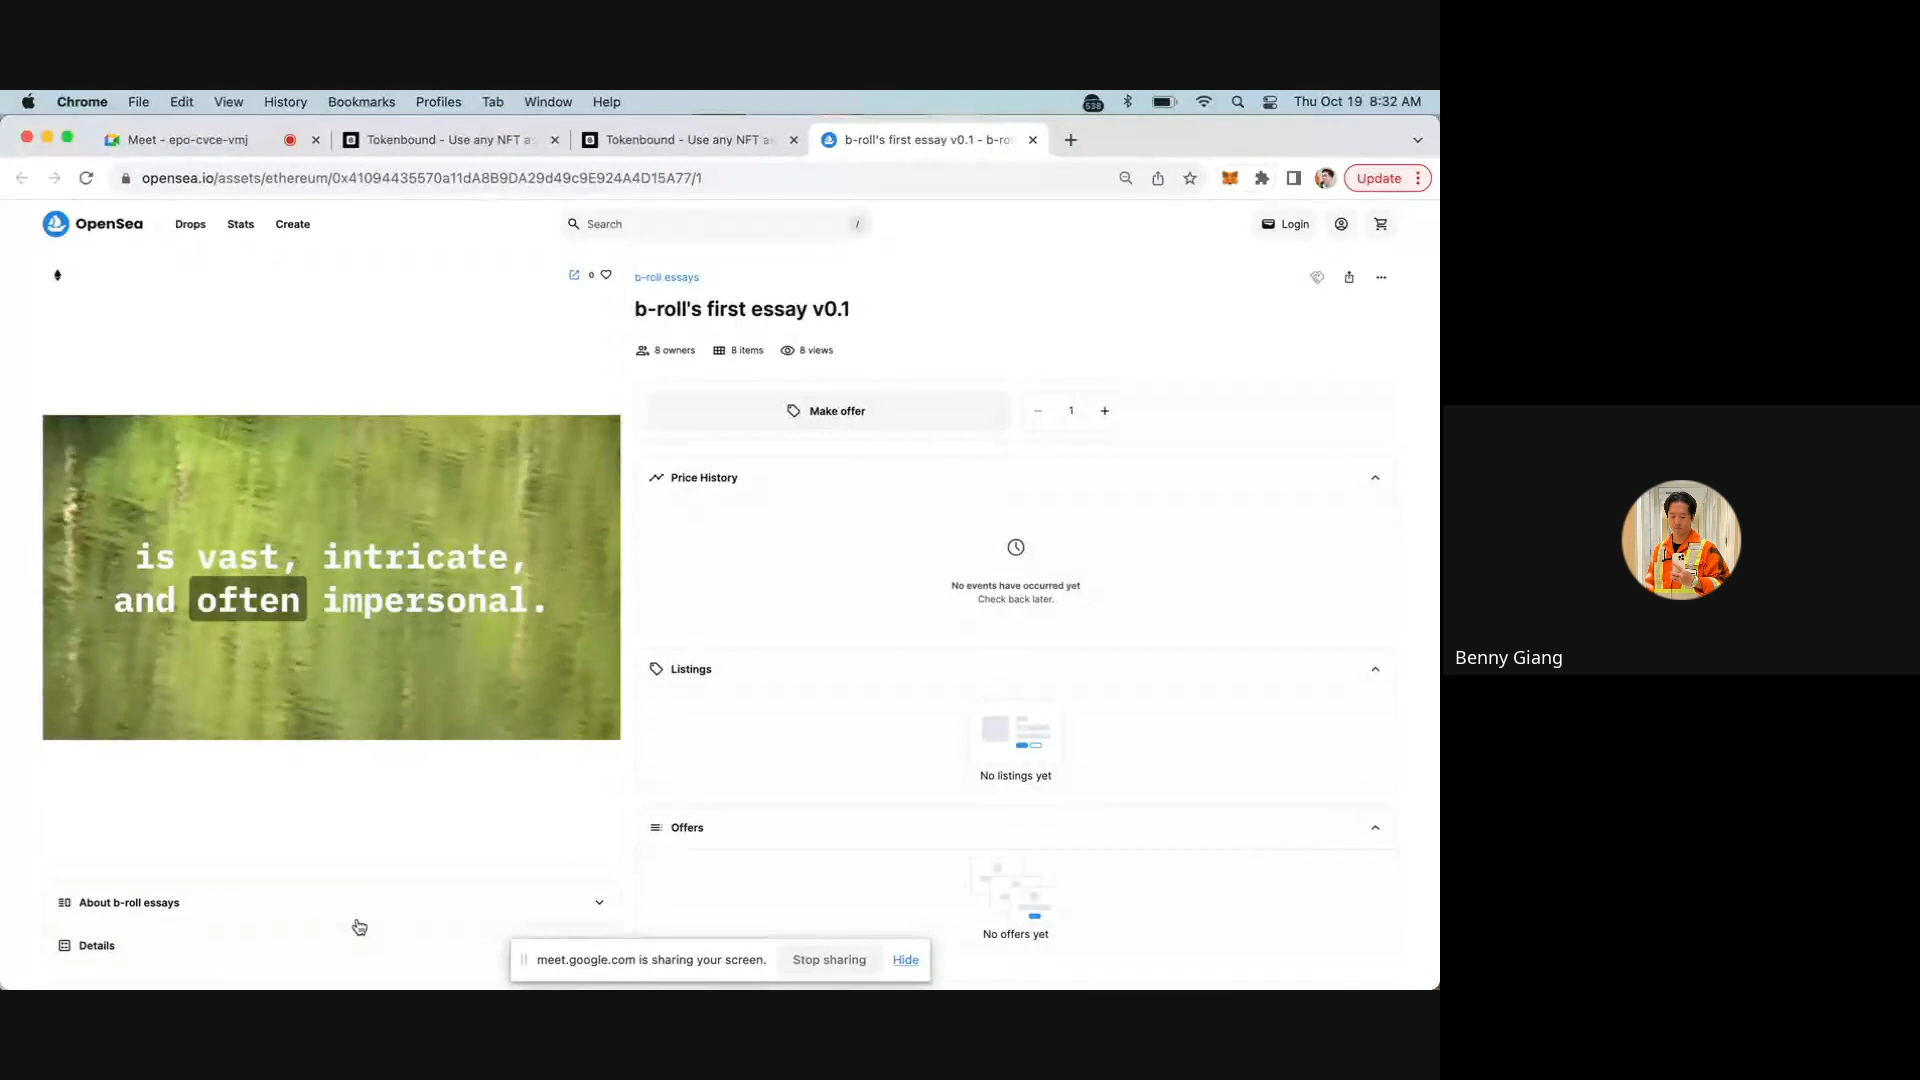 Chrome File Edit View History Bookmarks Profiles Tab Window Help
538
Thu Oct 19 8:32 AM
Meet - epo-cvce-vmj
Tokenbound - Use any NFT as
Tokenbound - Use any NFT as
b-roll's first essay v0.1 - b-rol
opensea.io/assets/ethereum/0x41094435570a11dA8B9DA29d49c9E924A4D15A77/1
Update
OpenSea
Drops Stats Create
Search
/
Login
0
b-roll essays
b-roll's first essay v0.1
8 owners 8 items 8 views
Make offer
1
Price History
No events have occurred yet
Check back later.
is vast, intricate,
and often impersonal.
Listings
No listings yet
Offers
No offers yet
About b-roll essays
Details
meet.google.com is sharing your screen. Stop sharing Hide
Benny Giang